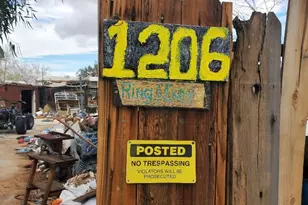 1206
POSTED
NO TRESPASSING
VIOLATORS WILL BE
PROSECUTED